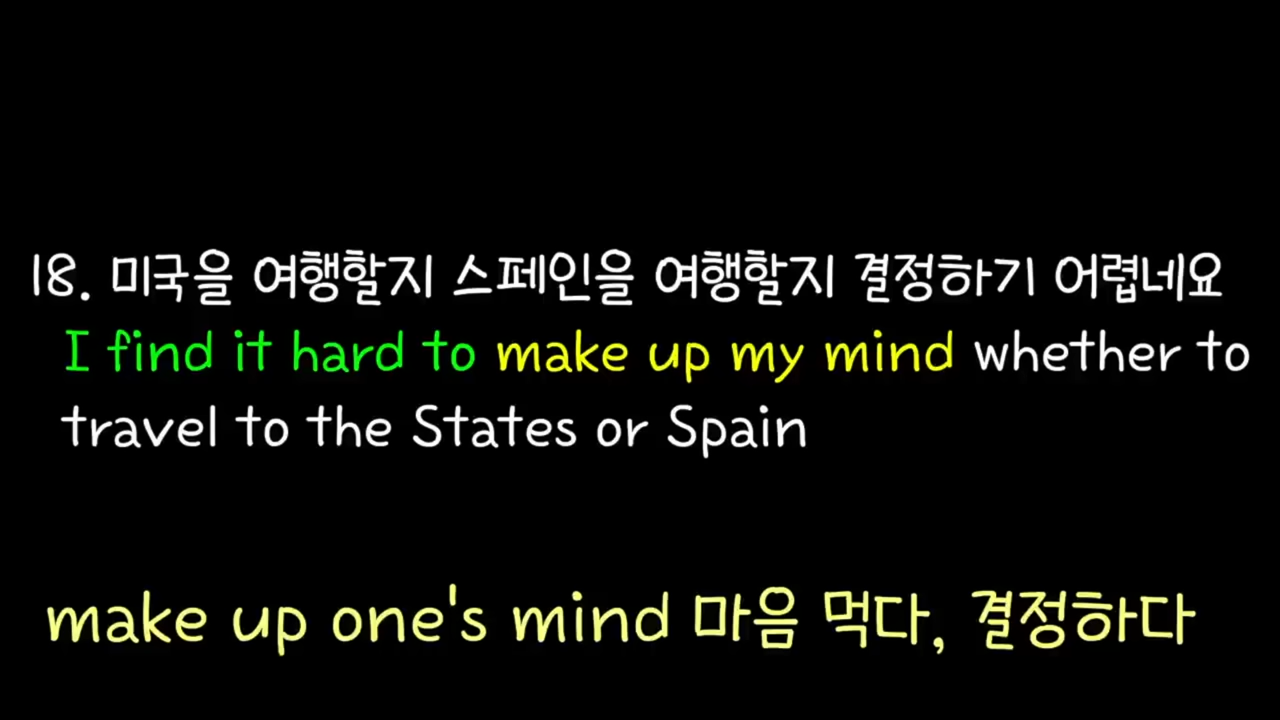 18. 미국을 여행할지 스페인을 여행할지 결정하기 어렵네요
I find it hard to make up my mind whether to
travel to the States or Spain
make up one's mind 마음 먹다, 결정하다